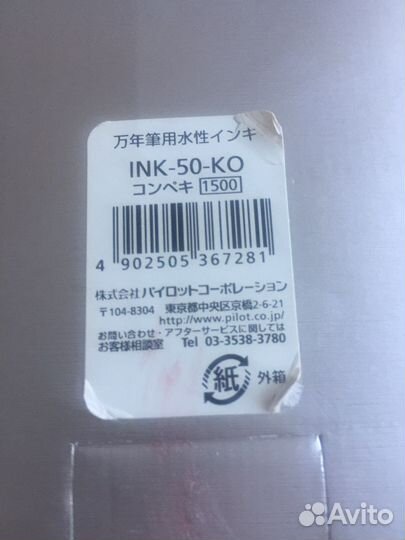 万年筆用水性インキ
INK-50-KO
コンペキ 1500
4 902505 367281
株式会社パイロットコーポレーション
〒104-8304 東京都中央区京橋2-6-21
http://www.pilot.co.jp/
お問い合わせ・アフターサービスに関しては
お客様相談室 Tel 03-3538-3780
紙 外箱
Avito